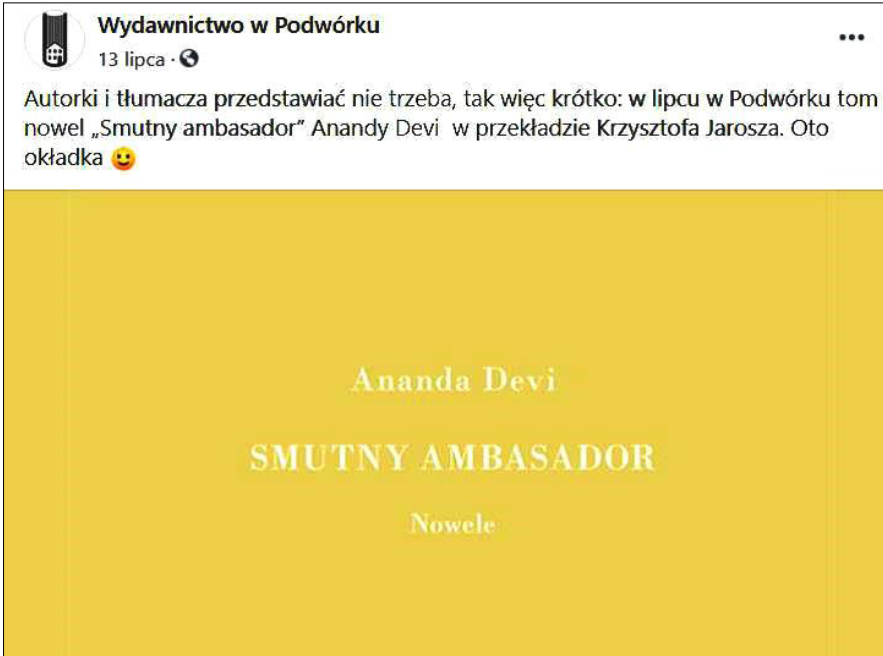 Wydawnictwo w Podwórku
13 lipca ·
Autorki i tłumacza przedstawiać nie trzeba, tak więc krótko: w lipcu w Podwórku tom
nowel „Smutny ambasador” Anandy Devi w przekładzie Krzysztofa Jarosza. Oto
okładka 🙂
Ananda Devi
SMUTNY AMBASADOR
Nowele